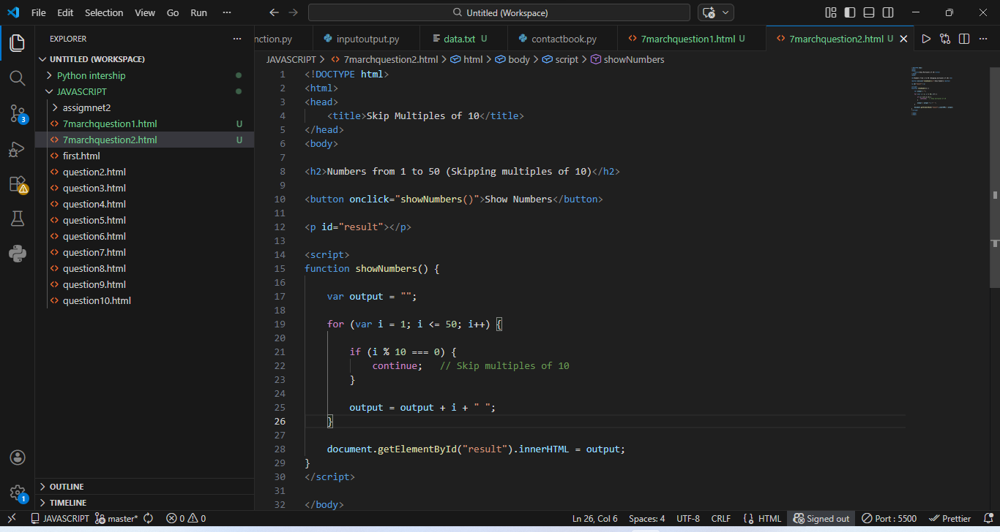 File Edit Selection View Go Run ··· Untitled (Workspace)
EXPLORER ···
nction.py inputoutput.py data.txt U contactbook.py 7marchquestion1.html U 7marchquestion2.html U
UNTITLED (WORKSPACE)
Python intership
JAVASCRIPT
assigmnet2
7marchquestion1.html U
7marchquestion2.html U
first.html
question2.html
question3.html
question4.html
question5.html
question6.html
question7.html
question8.html
question9.html
question10.html
OUTLINE
TIMELINE
3
1
JAVASCRIPT > 7marchquestion2.html > html > body > script > showNumbers
1 <!DOCTYPE html>
2 <html>
3 <head>
4     <title>Skip Multiples of 10</title>
5 </head>
6 <body>
7
8 <h2>Numbers from 1 to 50 (Skipping multiples of 10)</h2>
9
10 <button onclick="showNumbers()">Show Numbers</button>
11
12 <p id="result"></p>
13
14 <script>
15 function showNumbers() {
16
17     var output = "";
18
19     for (var i = 1; i <= 50; i++) {
20
21         if (i % 10 === 0) {
22             continue;   // Skip multiples of 10
23         }
24
25         output = output + i + " ";
26     }
27
28     document.getElementById("result").innerHTML = output;
29 }
30 </script>
31
32 </body>
JAVASCRIPT master* 0 0 Ln 26, Col 6 Spaces: 4 UTF-8 CRLF {} HTML Signed out Port : 5500 Prettier